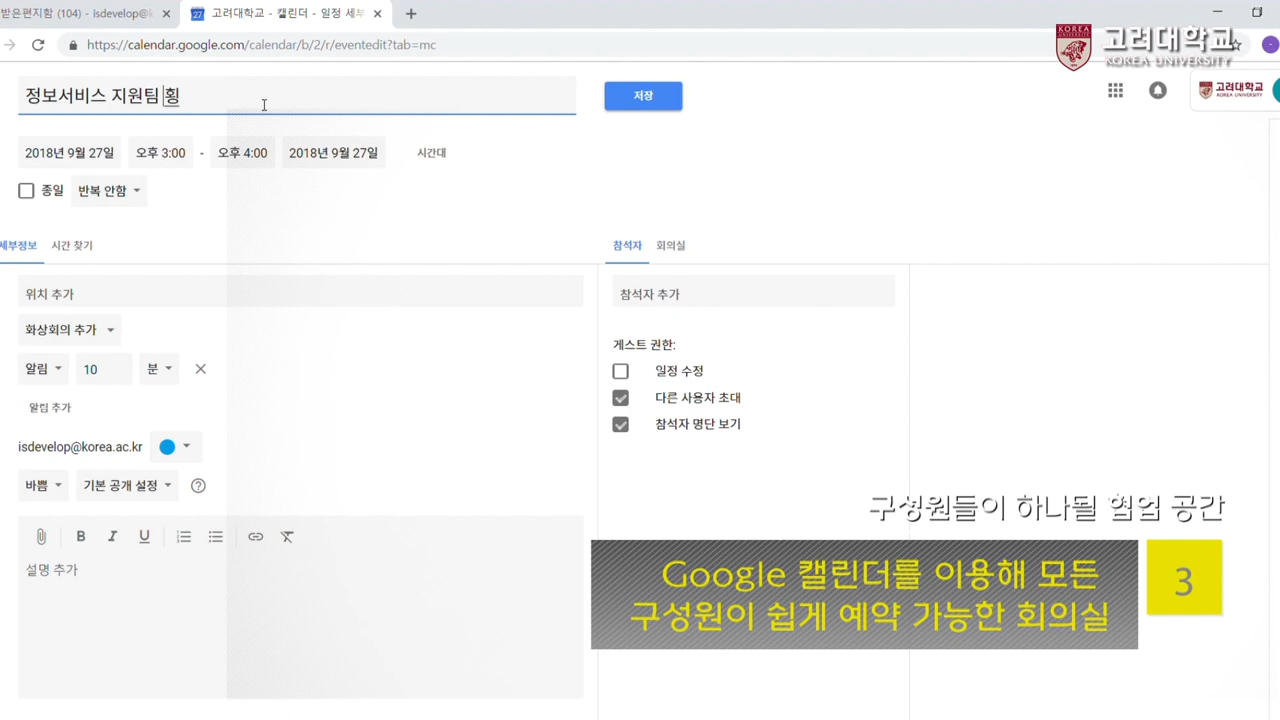 받은편지함 (104) - isdevelop@k
고려대학교 - 캘린더 - 일정 세부
https://calendar.google.com/calendar/b/2/r/eventedit?tab=mc
고려대학교
KOREA UNIVERSITY
정보서비스 지원팀 횡
저장
고려대학교
KOREA UNIVERSITY
2018년 9월 27일 오후 3:00 - 오후 4:00 2018년 9월 27일 시간대
종일 반복 안함
세부정보 시간 찾기
참석자 회의실
위치 추가
참석자 추가
화상회의 추가
게스트 권한:
알림 10 분
일정 수정
다른 사용자 초대
알림 추가
참석자 명단 보기
isdevelop@korea.ac.kr
바쁨 기본 공개 설정
B I U
설명 추가
구성원들이 하나될 협업 공간
Google 캘린더를 이용해 모든
구성원이 쉽게 예약 가능한 회의실
3